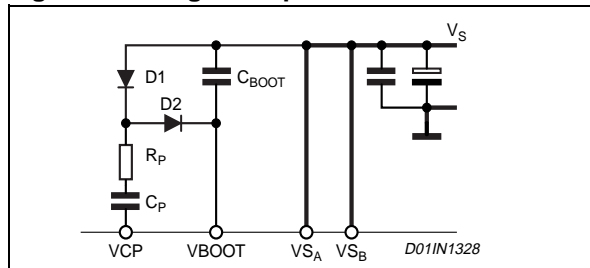 V_S
D1
C_BOOT
D2
R_P
C_P
VCP VBOOT VS_A VS_B D01IN1328